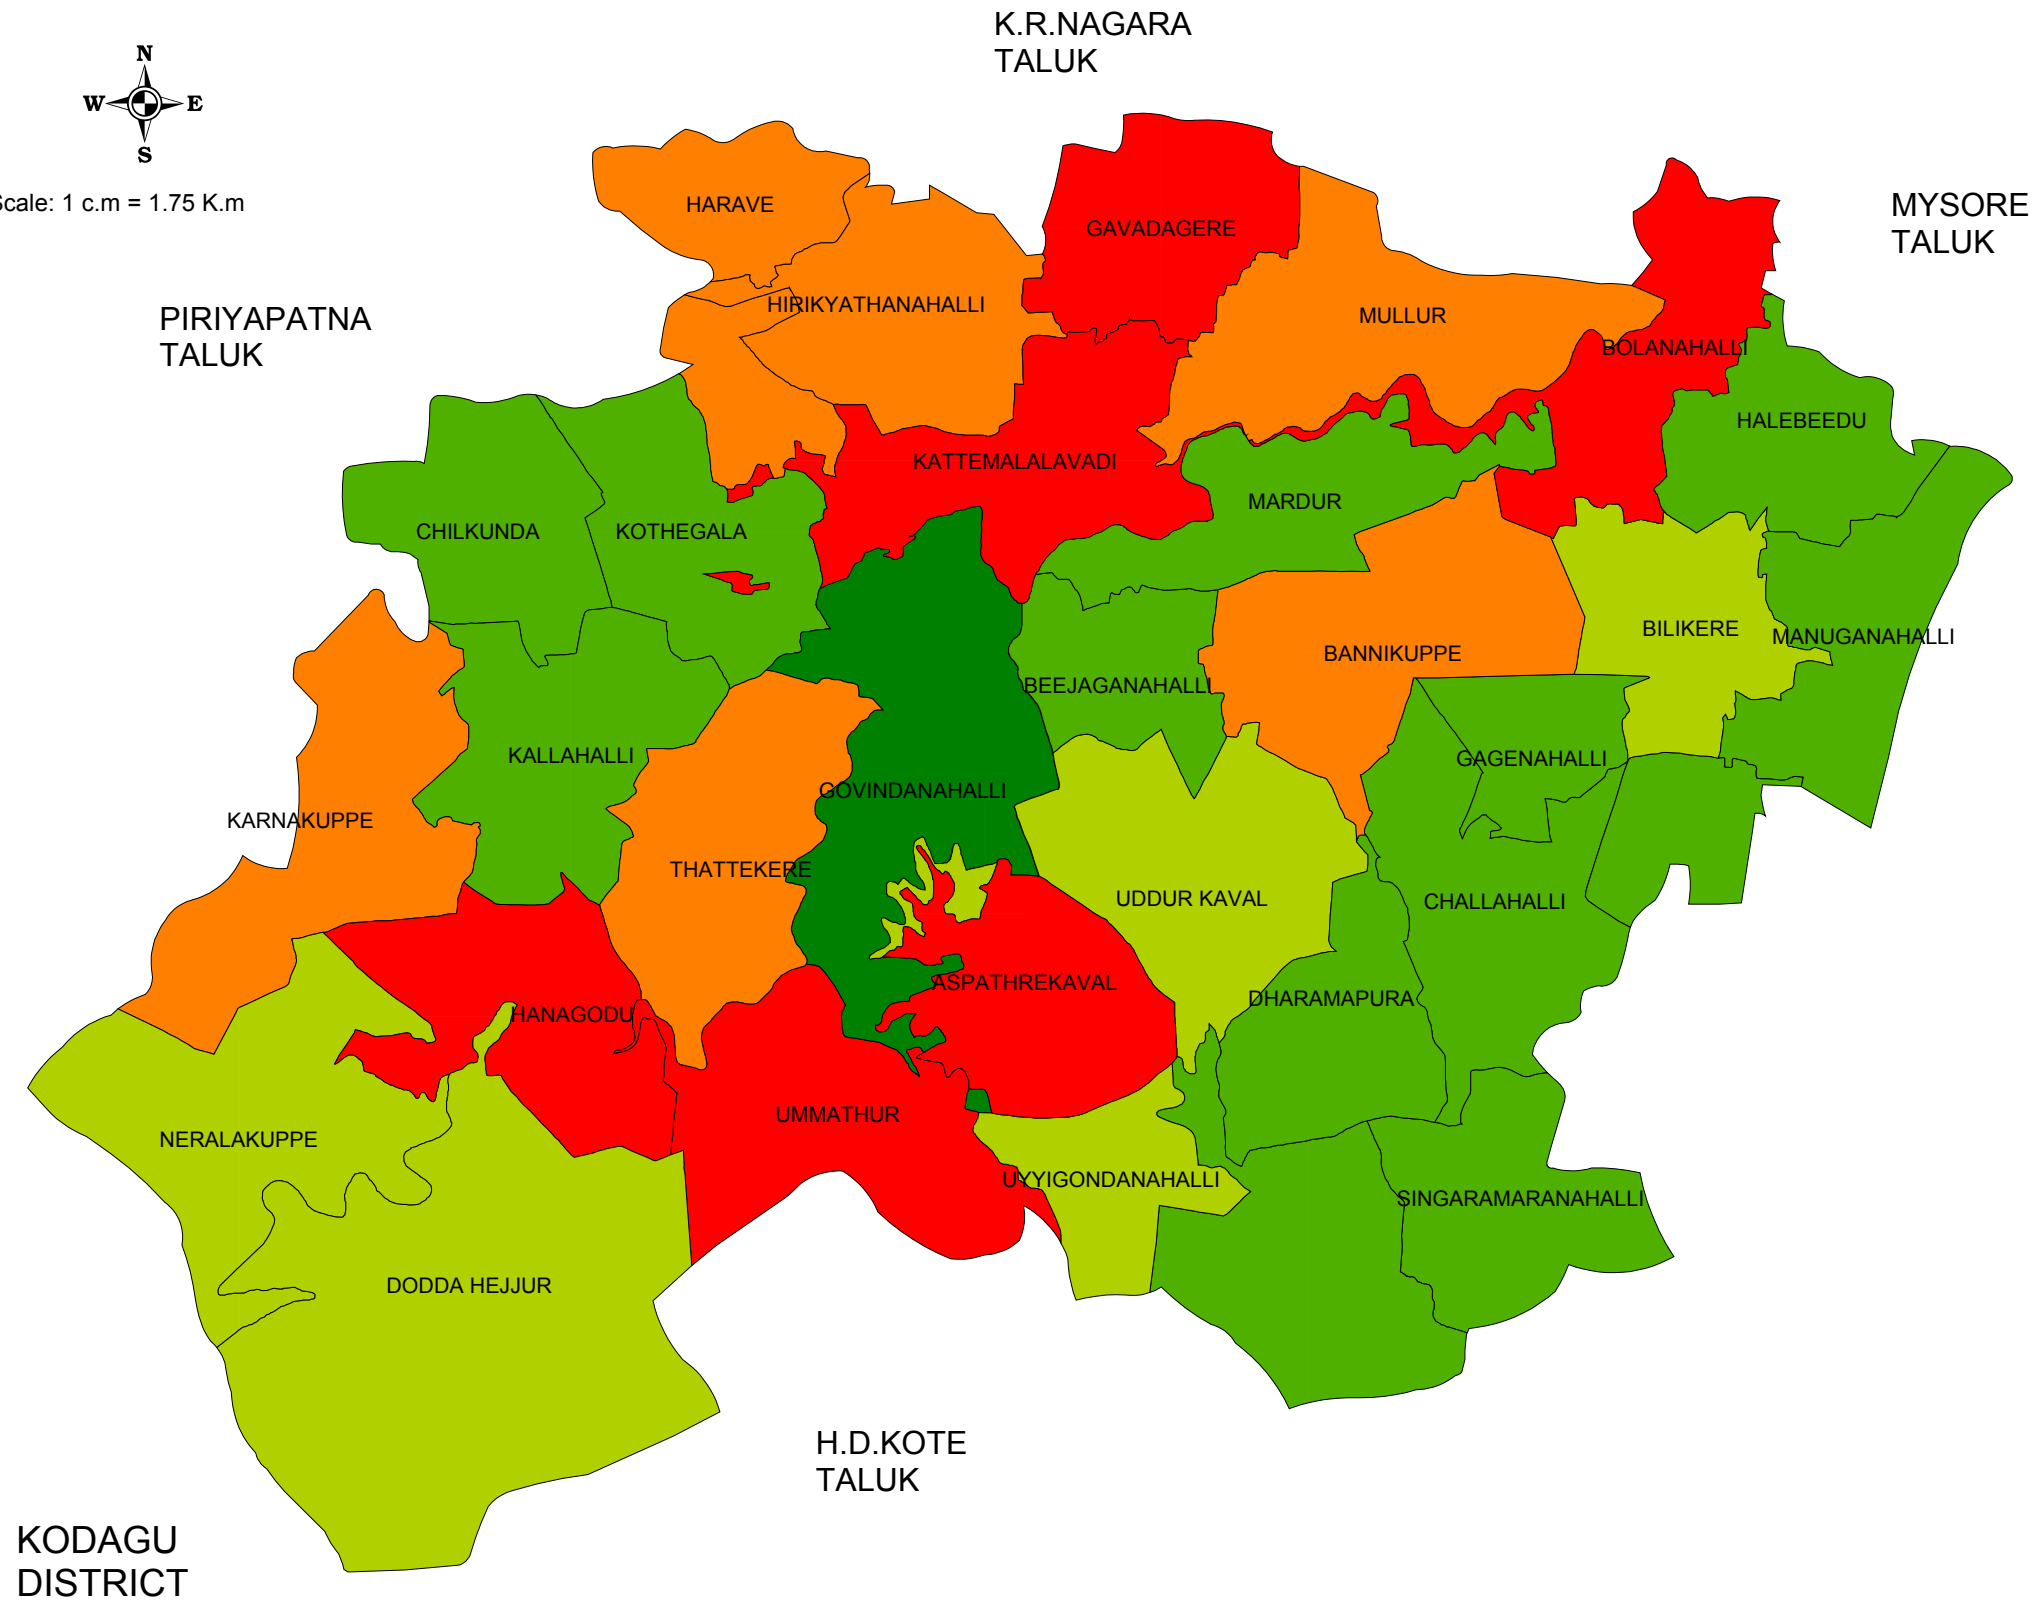 K.R.NAGARA
TALUK
N
W E
S
Scale: 1 c.m = 1.75 K.m
MYSORE
TALUK
PIRIYAPATNA
TALUK
HARAVE
GAVADAGERE
HIRIKYATHANAHALLI
MULLUR
BOLANAHALLI
HALEBEEDU
KATTEMALALAVADI
MARDUR
CHILKUNDA
KOTHEGALA
BILIKERE
MANUGANAHALLI
BANNIKUPPE
BEEJAGANAHALLI
KALLAHALLI
GAGENAHALLI
GOVINDANAHALLI
KARNAKUPPE
THATTEKERE
UDDUR KAVAL
CHALLAHALLI
ASPATHREKAVAL
DHARAMAPURA
HANAGODU
UMMATHUR
NERALAKUPPE
UYYIGONDANAHALLI
SINGARAMARANAHALLI
DODDA HEJJUR
H.D.KOTE
TALUK
KODAGU
DISTRICT